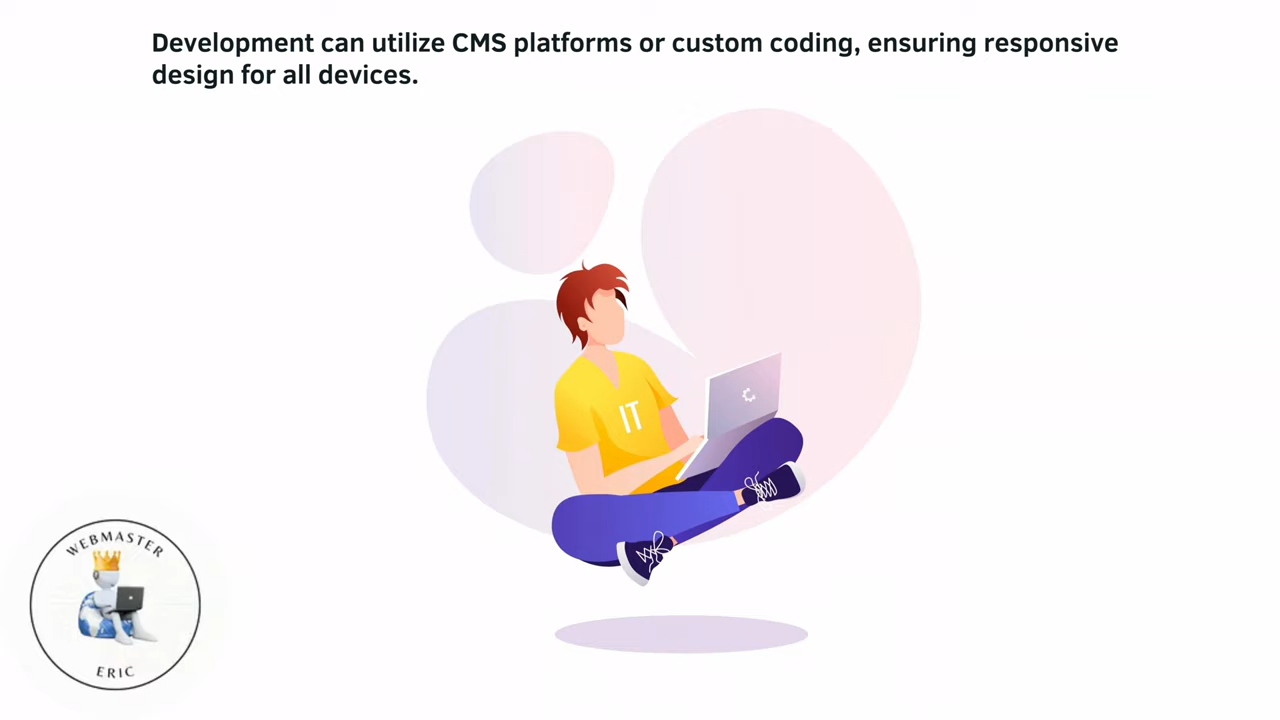 Development can utilize CMS platforms or custom coding, ensuring responsive
design for all devices.
IT
WEBMASTER
ERIC